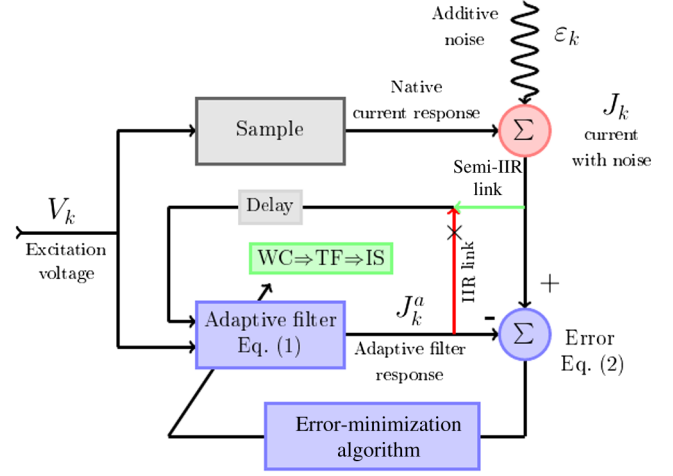 Additive
noise
εk
Native
current response
Jk
current
with noise
Sample
Σ
Semi-IIR
link
Vk
Excitation
voltage
Delay
WC⇒TF⇒IS
IIR link
×
+
-
Adaptive filter
Eq. (1)
J^a_k
Adaptive filter
response
Σ
Error
Eq. (2)
Error-minimization
algorithm